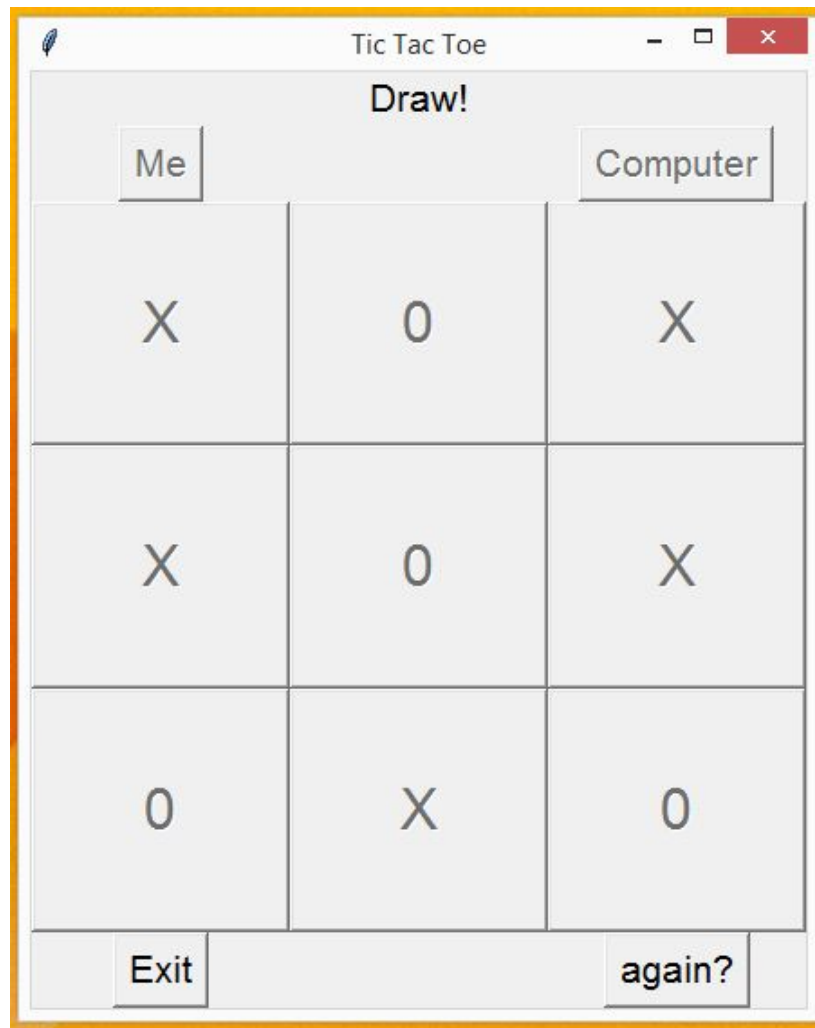 Tic Tac Toe
Draw!
Me Computer
X 0 X
X 0 X
0 X 0
Exit again?